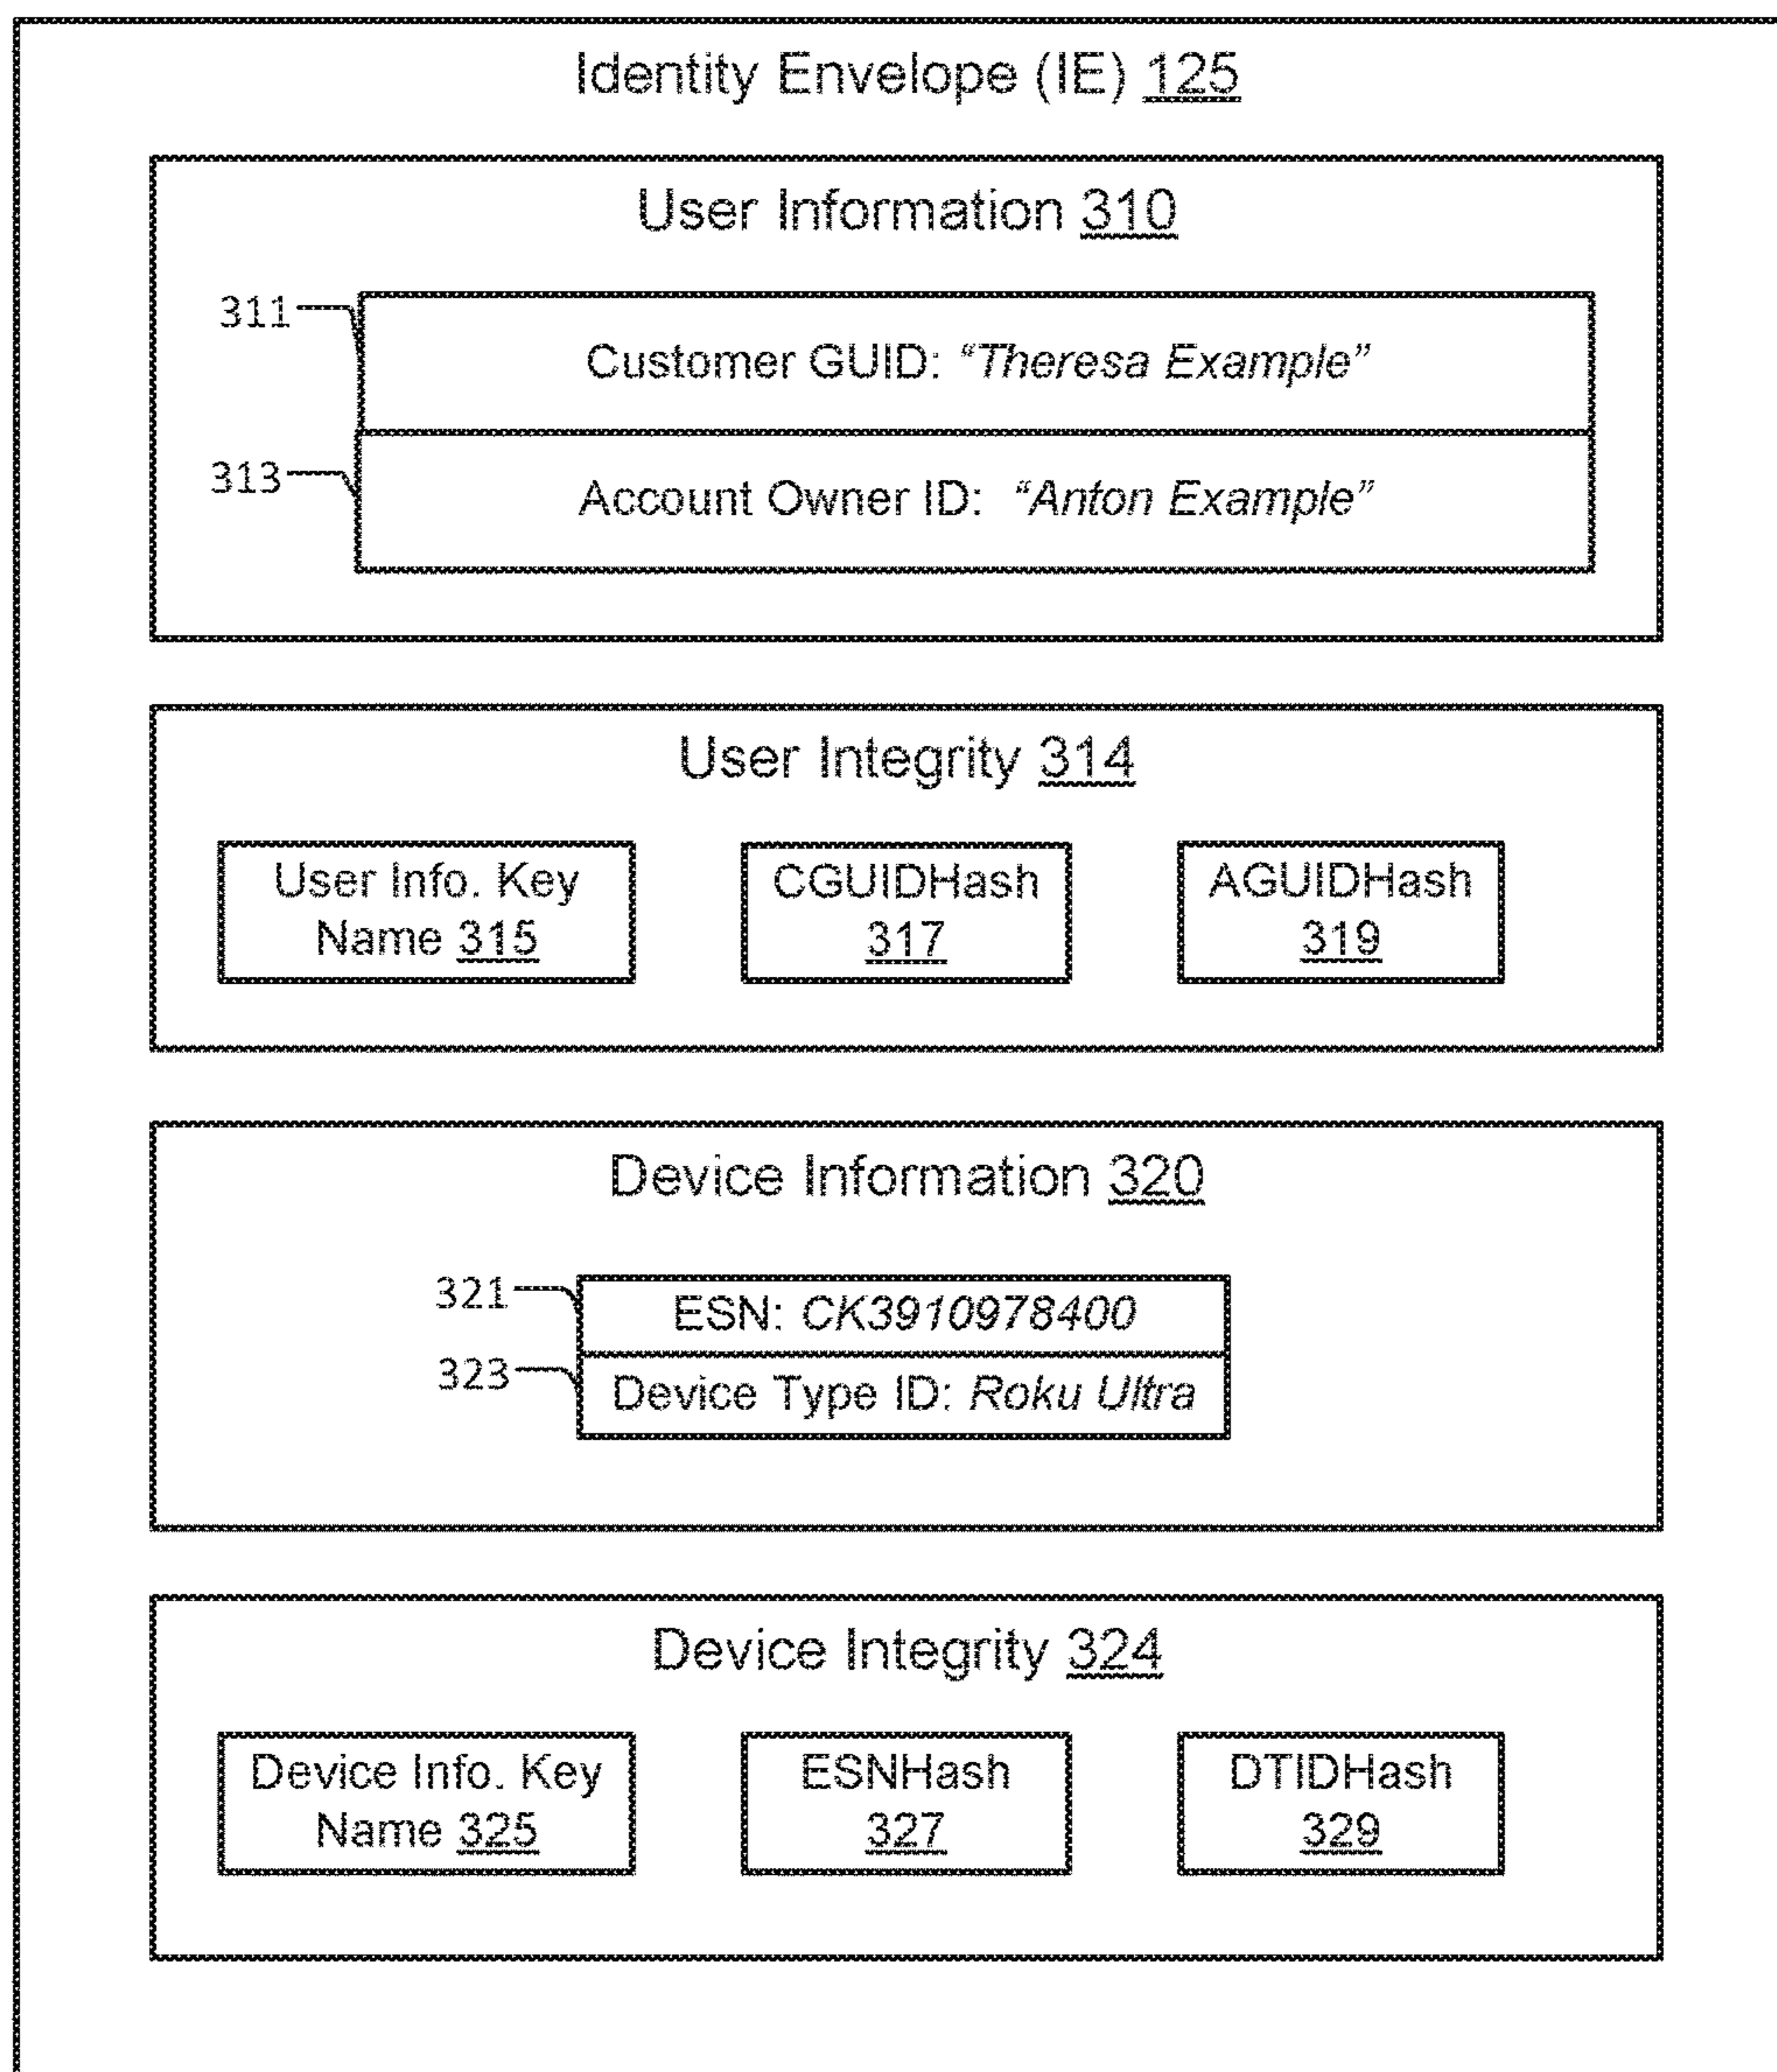 Identity Envelope (IE) 125
User Information 310
311
Customer GUID: “Theresa Example”
313
Account Owner ID: “Anton Example”
User Integrity 314
User Info. Key
Name 315
CGUIDHash
317
AGUIDHash
319
Device Information 320
321
ESN: CK3910978400
323
Device Type ID: Roku Ultra
Device Integrity 324
Device Info. Key
Name 325
ESNHash
327
DTIDHash
329